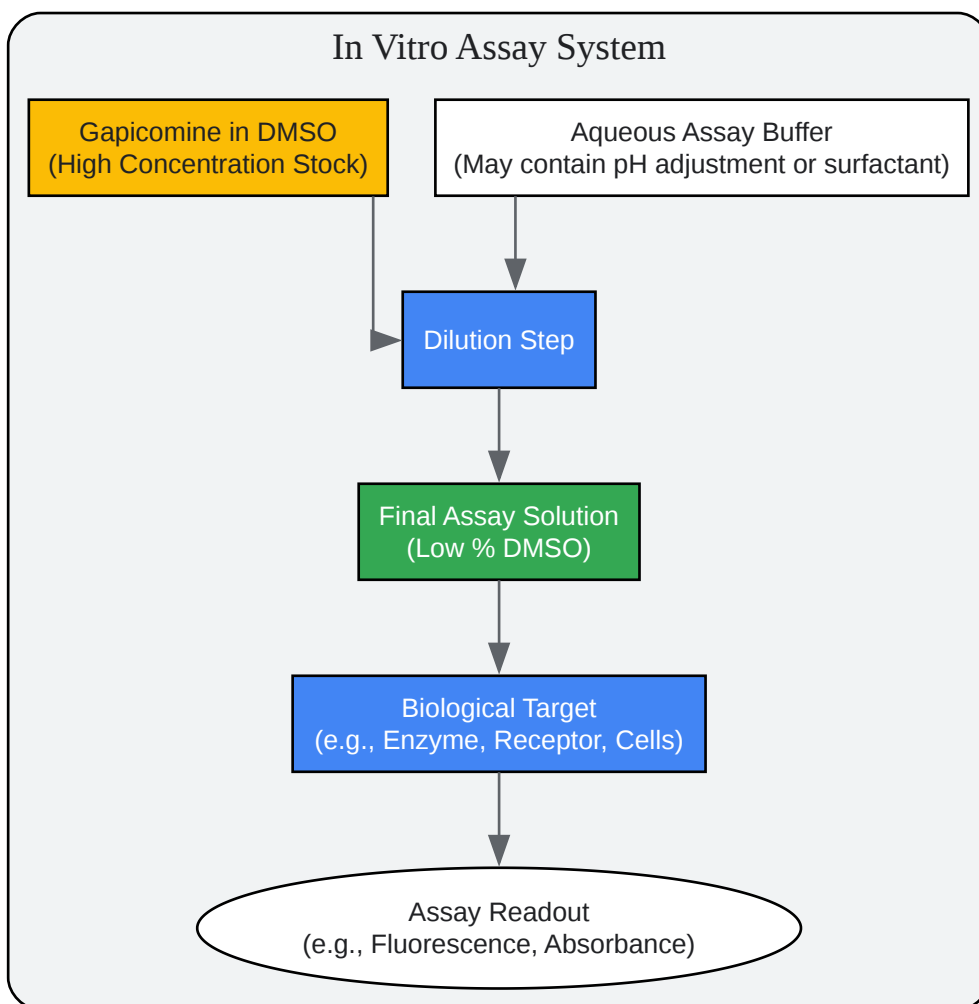 In Vitro Assay System
Gapicomine in DMSO
(High Concentration Stock)
Aqueous Assay Buffer
(May contain pH adjustment or surfactant)
Dilution Step
Final Assay Solution
(Low % DMSO)
Biological Target
(e.g., Enzyme, Receptor, Cells)
Assay Readout
(e.g., Fluorescence, Absorbance)